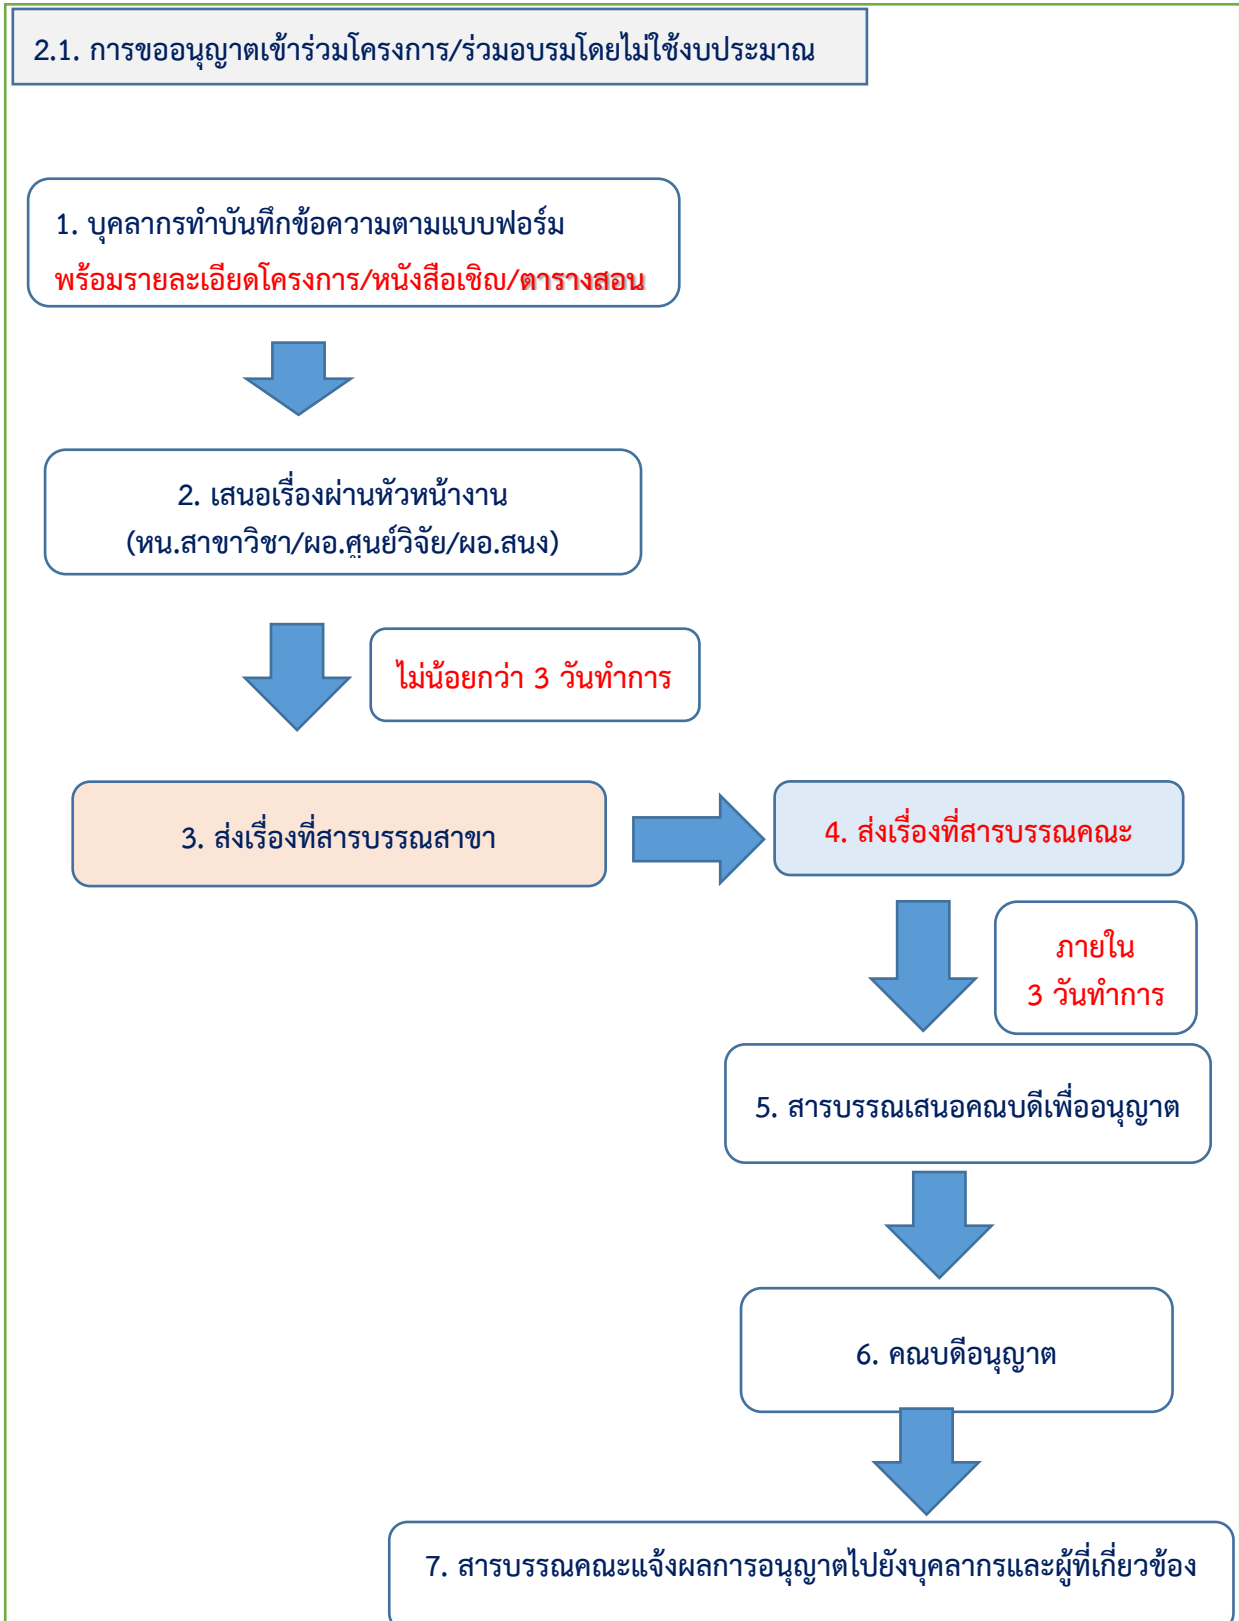 2.1. การขออนุญาตเข้าร่วมโครงการ/ร่วมอบรมโดยไม่ใช้งบประมาณ
1. บุคลากรทำบันทึกข้อความตามแบบฟอร์ม
พร้อมรายละเอียดโครงการ/หนังสือเชิญ/ตารางสอน
2. เสนอเรื่องผ่านหัวหน้างาน
(หน.สาขาวิชา/ผอ.ศูนย์วิจัย/ผอ.สนง)
ไม่น้อยกว่า 3 วันทำการ
3. ส่งเรื่องที่สารบรรณสาขา
4. ส่งเรื่องที่สารบรรณคณะ
ภายใน
3 วันทำการ
5. สารบรรณเสนอคณบดีเพื่ออนุญาต
6. คณบดีอนุญาต
7. สารบรรณคณะแจ้งผลการอนุญาตไปยังบุคลากรและผู้ที่เกี่ยวข้อง